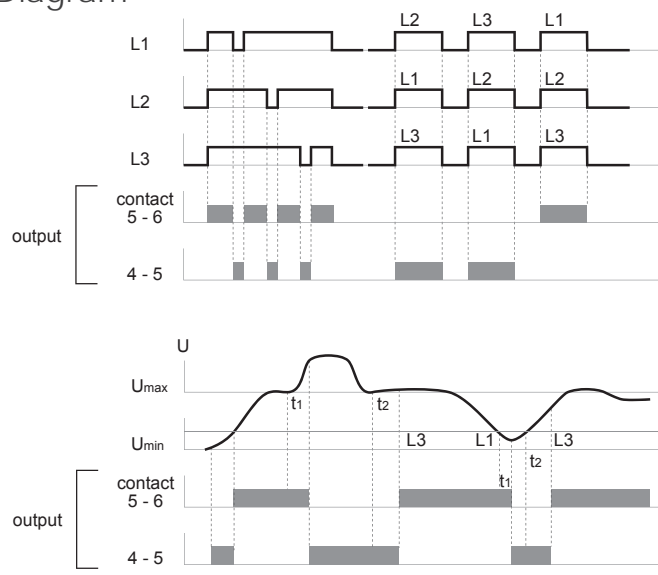 Diagram
L1 L2 L3 L1
L2 L1 L2 L2
L3 L3 L1 L3
output
contact
5 - 6
4 - 5
U
Umax
t1 t2
Umin L3 L1 L3
t2
t1
output
contact
5 - 6
4 - 5